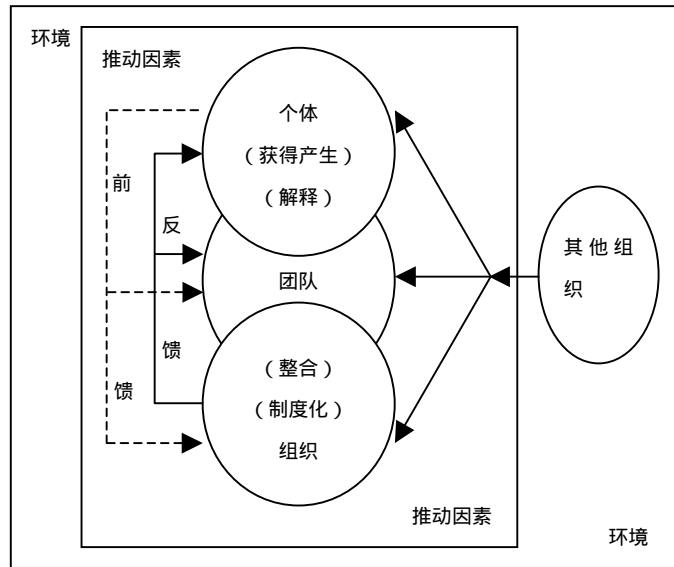 环境
推动因素
个体
（获得产生）
（解释）
前
反
其他组
织
团队
馈
馈
（整合）
（制度化）
组织
推动因素
环境